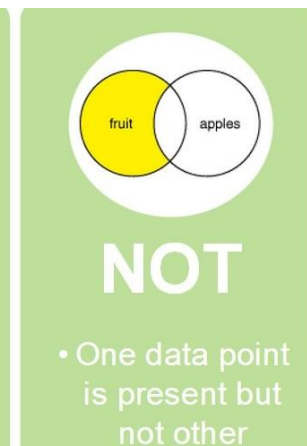 fruit apples
NOT
• One data point
is present but
not other